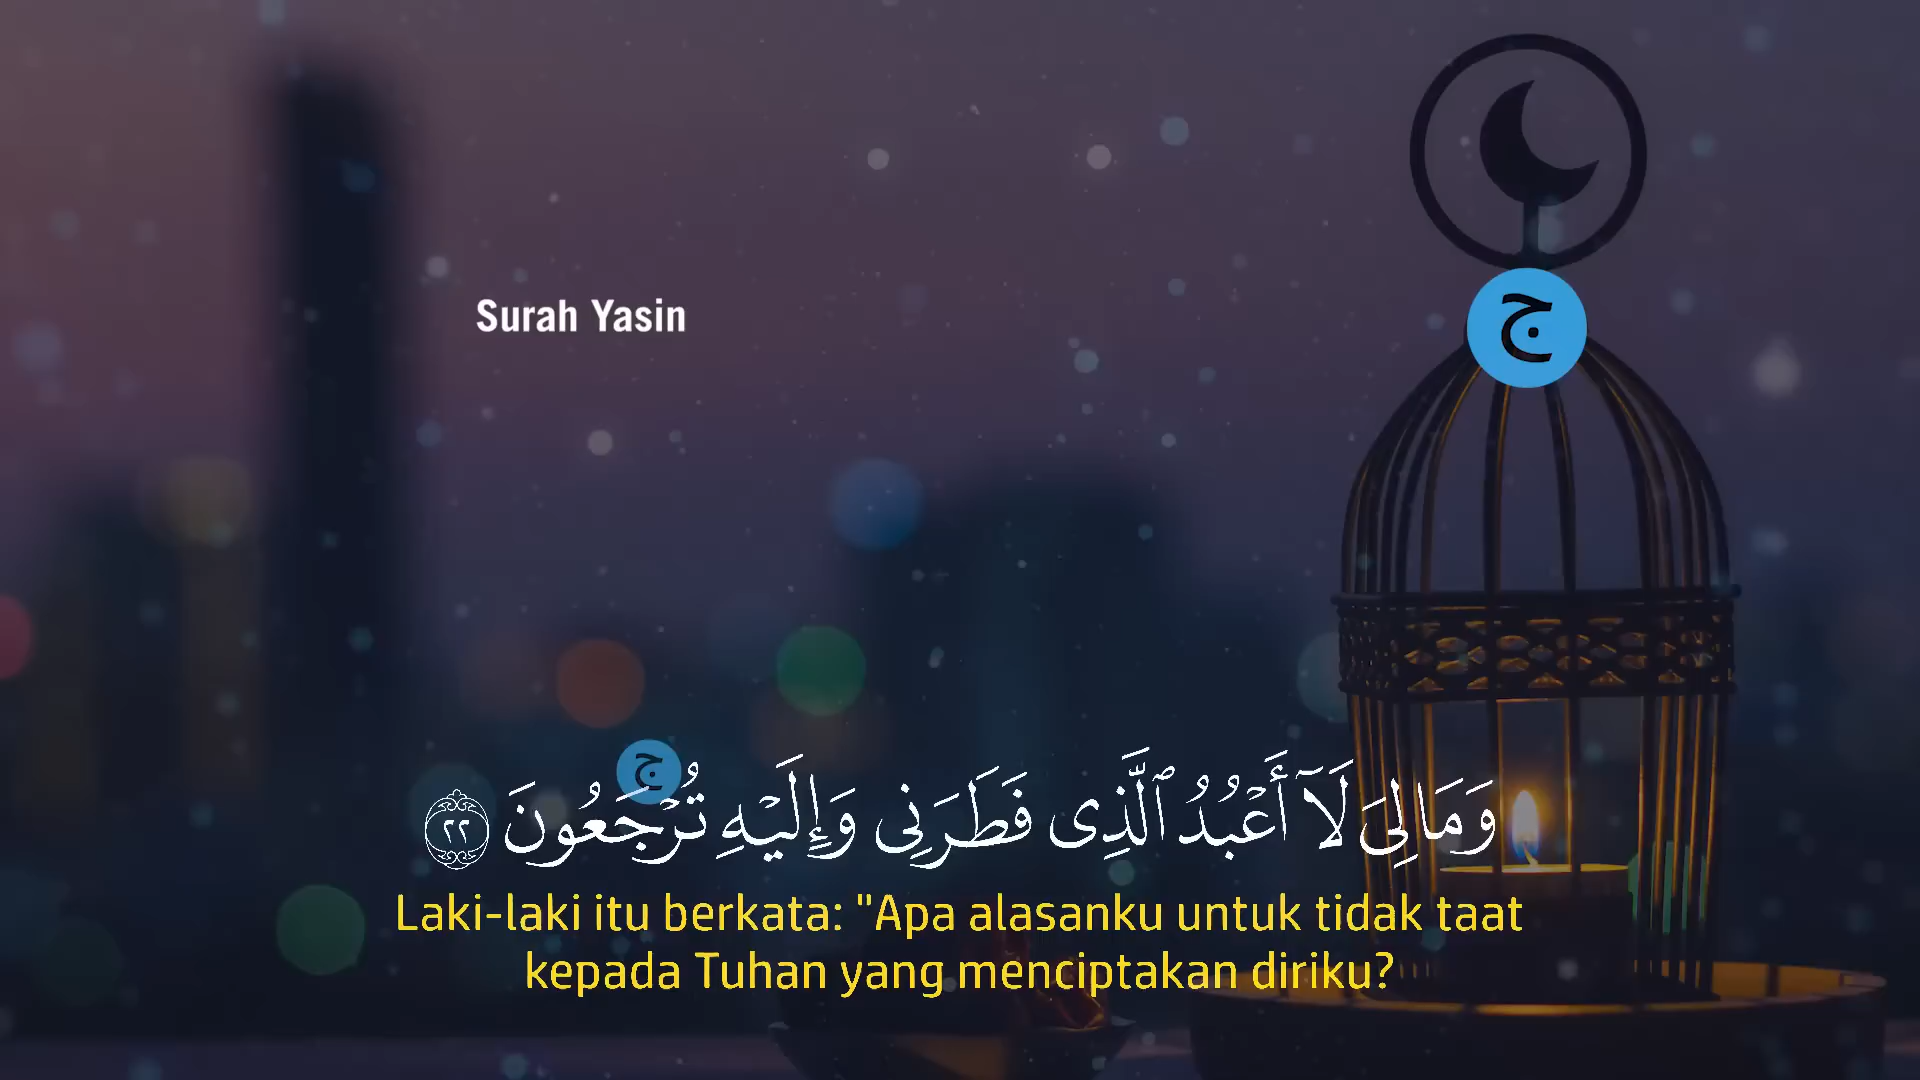 Surah Yasin
ج
ج
وَمَا لِىَ لَآ أَعْبُدُ ٱلَّذِى فَطَرَنِى وَإِلَيْهِ تُرْجَعُونَ ٢٢
Laki-laki itu berkata: "Apa alasanku untuk tidak taat
kepada Tuhan yang menciptakan diriku?